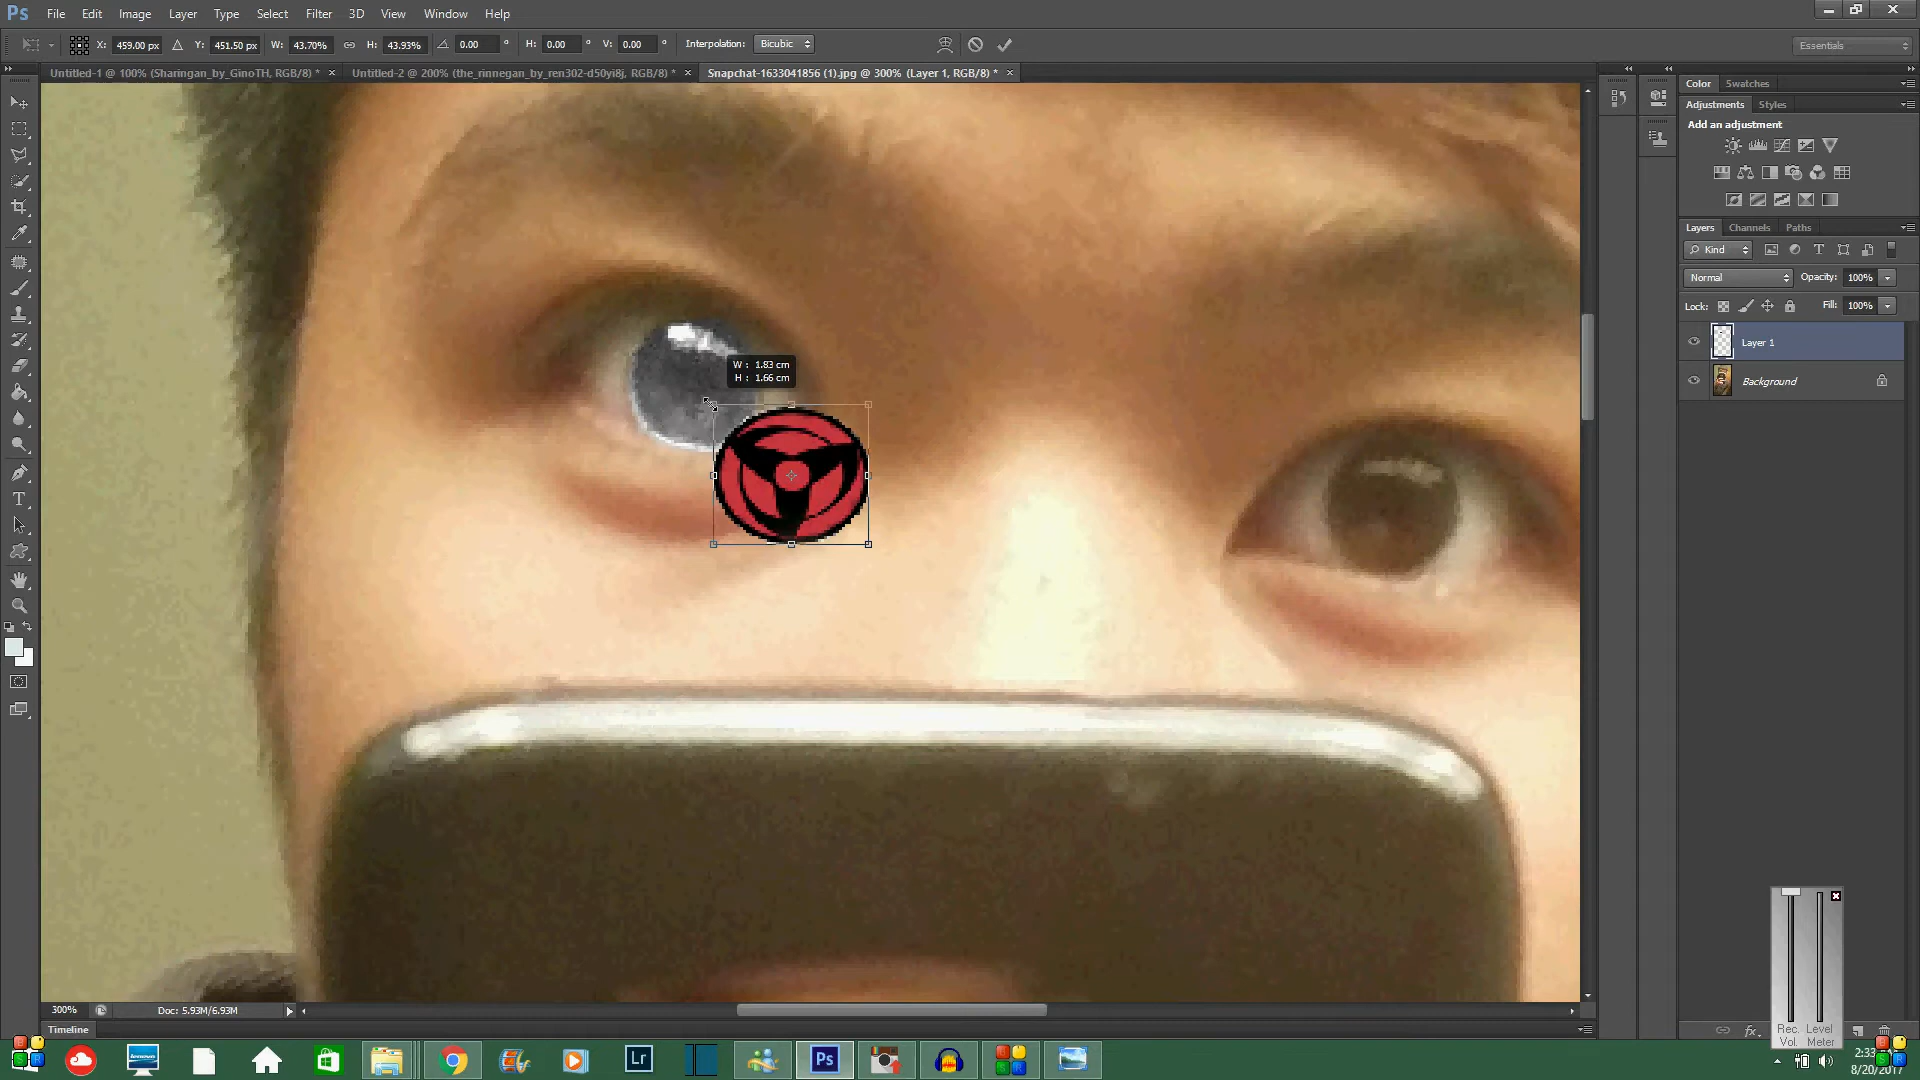 Ps File Edit Image Layer Type Select Filter 3D View Window Help
X: 459.00 px Y: 451.50 px W: 43.70% H: 43.93% 0.00 ° H: 0.00 ° V: 0.00 ° Interpolation: Bicubic Essentials
Untitled-1 @ 100% (Sharingan_by_GinoTH, RGB/8) * × Untitled-2 @ 200% (the_rinnegan_by_ren302-d50yi8j, RGB/8) * × Snapchat-1633041856 (1).jpg @ 300% (Layer 1, RGB/8) * ×
Color Swatches
Adjustments Styles
Add an adjustment
Layers Channels Paths
Kind
Normal Opacity: 100%
Lock: Fill: 100%
Layer 1
Background
W : 1.83 cm
H : 1.66 cm
300% Doc: 5.93M/6.93M
Timeline
Rec. Level
Vol. Meter
fx
Lr Ps
2:33
8/20/2017